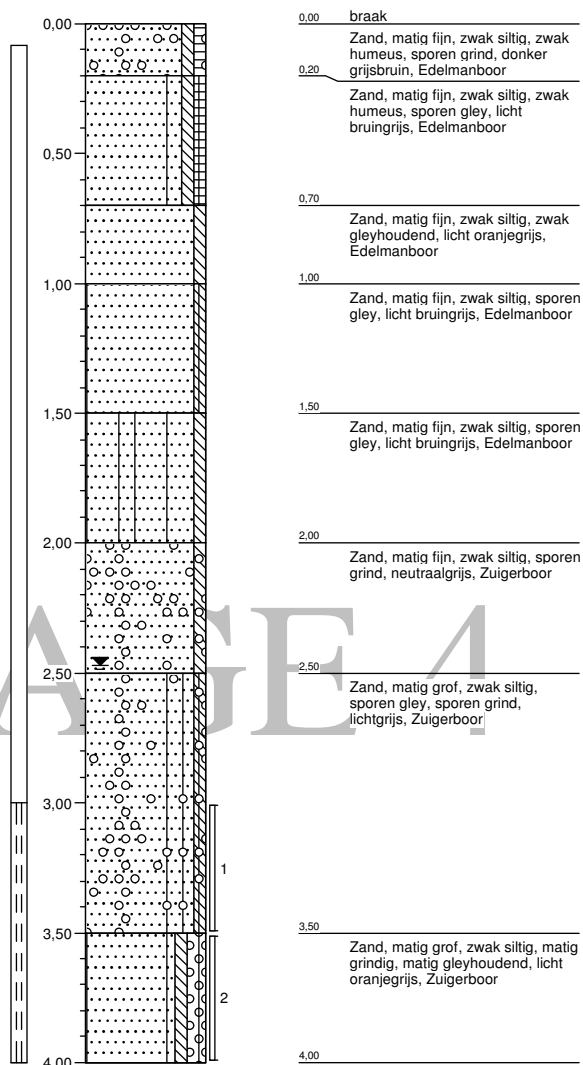 0,00
0,50
1,00
1,50
2,00
2,50
3,00
3,50
4,00
1
2
0,00 braak
Zand, matig fijn, zwak siltig, zwak
humeus, sporen grind, donker
grijsbruin, Edelmanboor
0,20
Zand, matig fijn, zwak siltig, zwak
humeus, sporen gley, licht
bruingrijs, Edelmanboor
0,70
Zand, matig fijn, zwak siltig, zwak
gleyhoudend, licht oranjegrijs,
Edelmanboor
1,00
Zand, matig fijn, zwak siltig, sporen
gley, licht bruingrijs, Edelmanboor
1,50
Zand, matig fijn, zwak siltig, sporen
gley, licht bruingrijs, Edelmanboor
2,00
Zand, matig fijn, zwak siltig, sporen
grind, neutraalgrijs, Zuigerboor
2,50
Zand, matig grof, zwak siltig,
sporen gley, sporen grind,
lichtgrijs, Zuigerboor
3,50
Zand, matig grof, zwak siltig, matig
grindig, matig gleyhoudend, licht
oranjegrijs, Zuigerboor
4,00
AGE 4